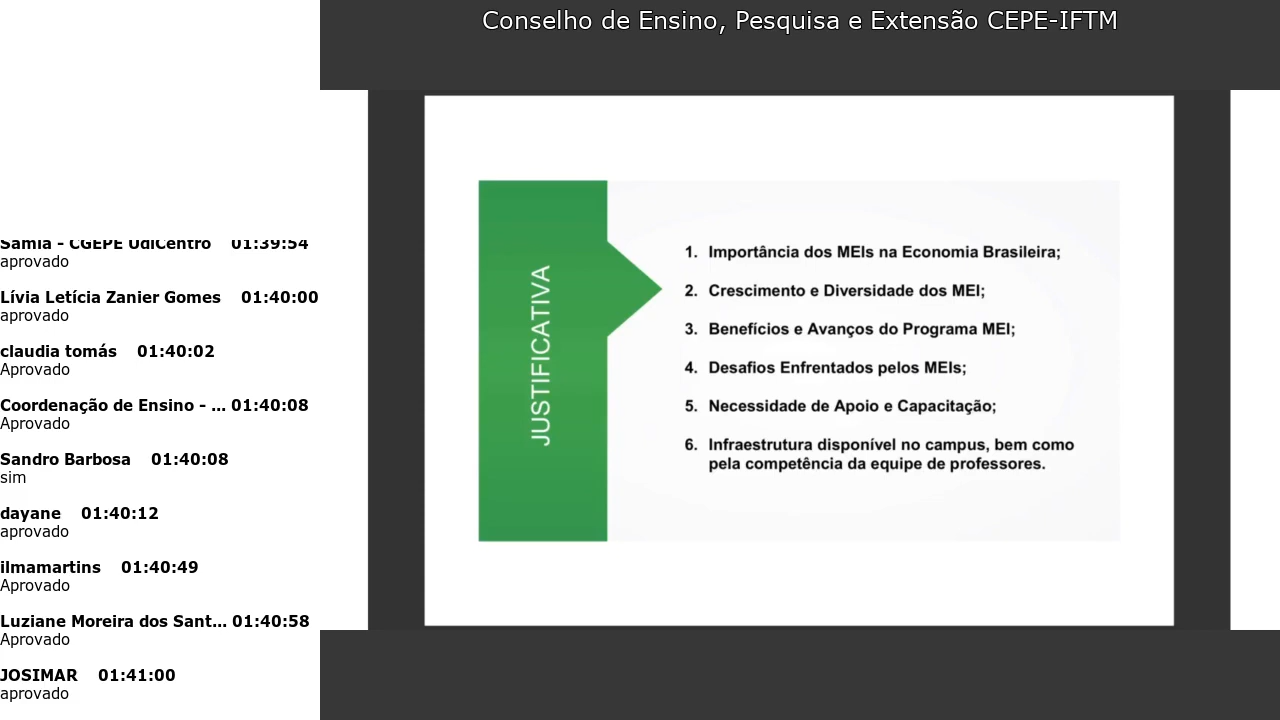 Conselho de Ensino, Pesquisa e Extensão CEPE-IFTM
Samia - CGEPE UdiCentro 01:39:54
aprovado
Lívia Letícia Zanier Gomes 01:40:00
aprovado
claudia tomás 01:40:02
Aprovado
Coordenação de Ensino - ... 01:40:08
Aprovado
Sandro Barbosa 01:40:08
sim
dayane 01:40:12
aprovado
ilmamartins 01:40:49
Aprovado
Luziane Moreira dos Sant... 01:40:58
Aprovado
JOSIMAR 01:41:00
aprovado
JUSTIFICATIVA
1. Importância dos MEIs na Economia Brasileira;
2. Crescimento e Diversidade dos MEI;
3. Benefícios e Avanços do Programa MEI;
4. Desafios Enfrentados pelos MEIs;
5. Necessidade de Apoio e Capacitação;
6. Infraestrutura disponível no campus, bem como
pela competência da equipe de professores.